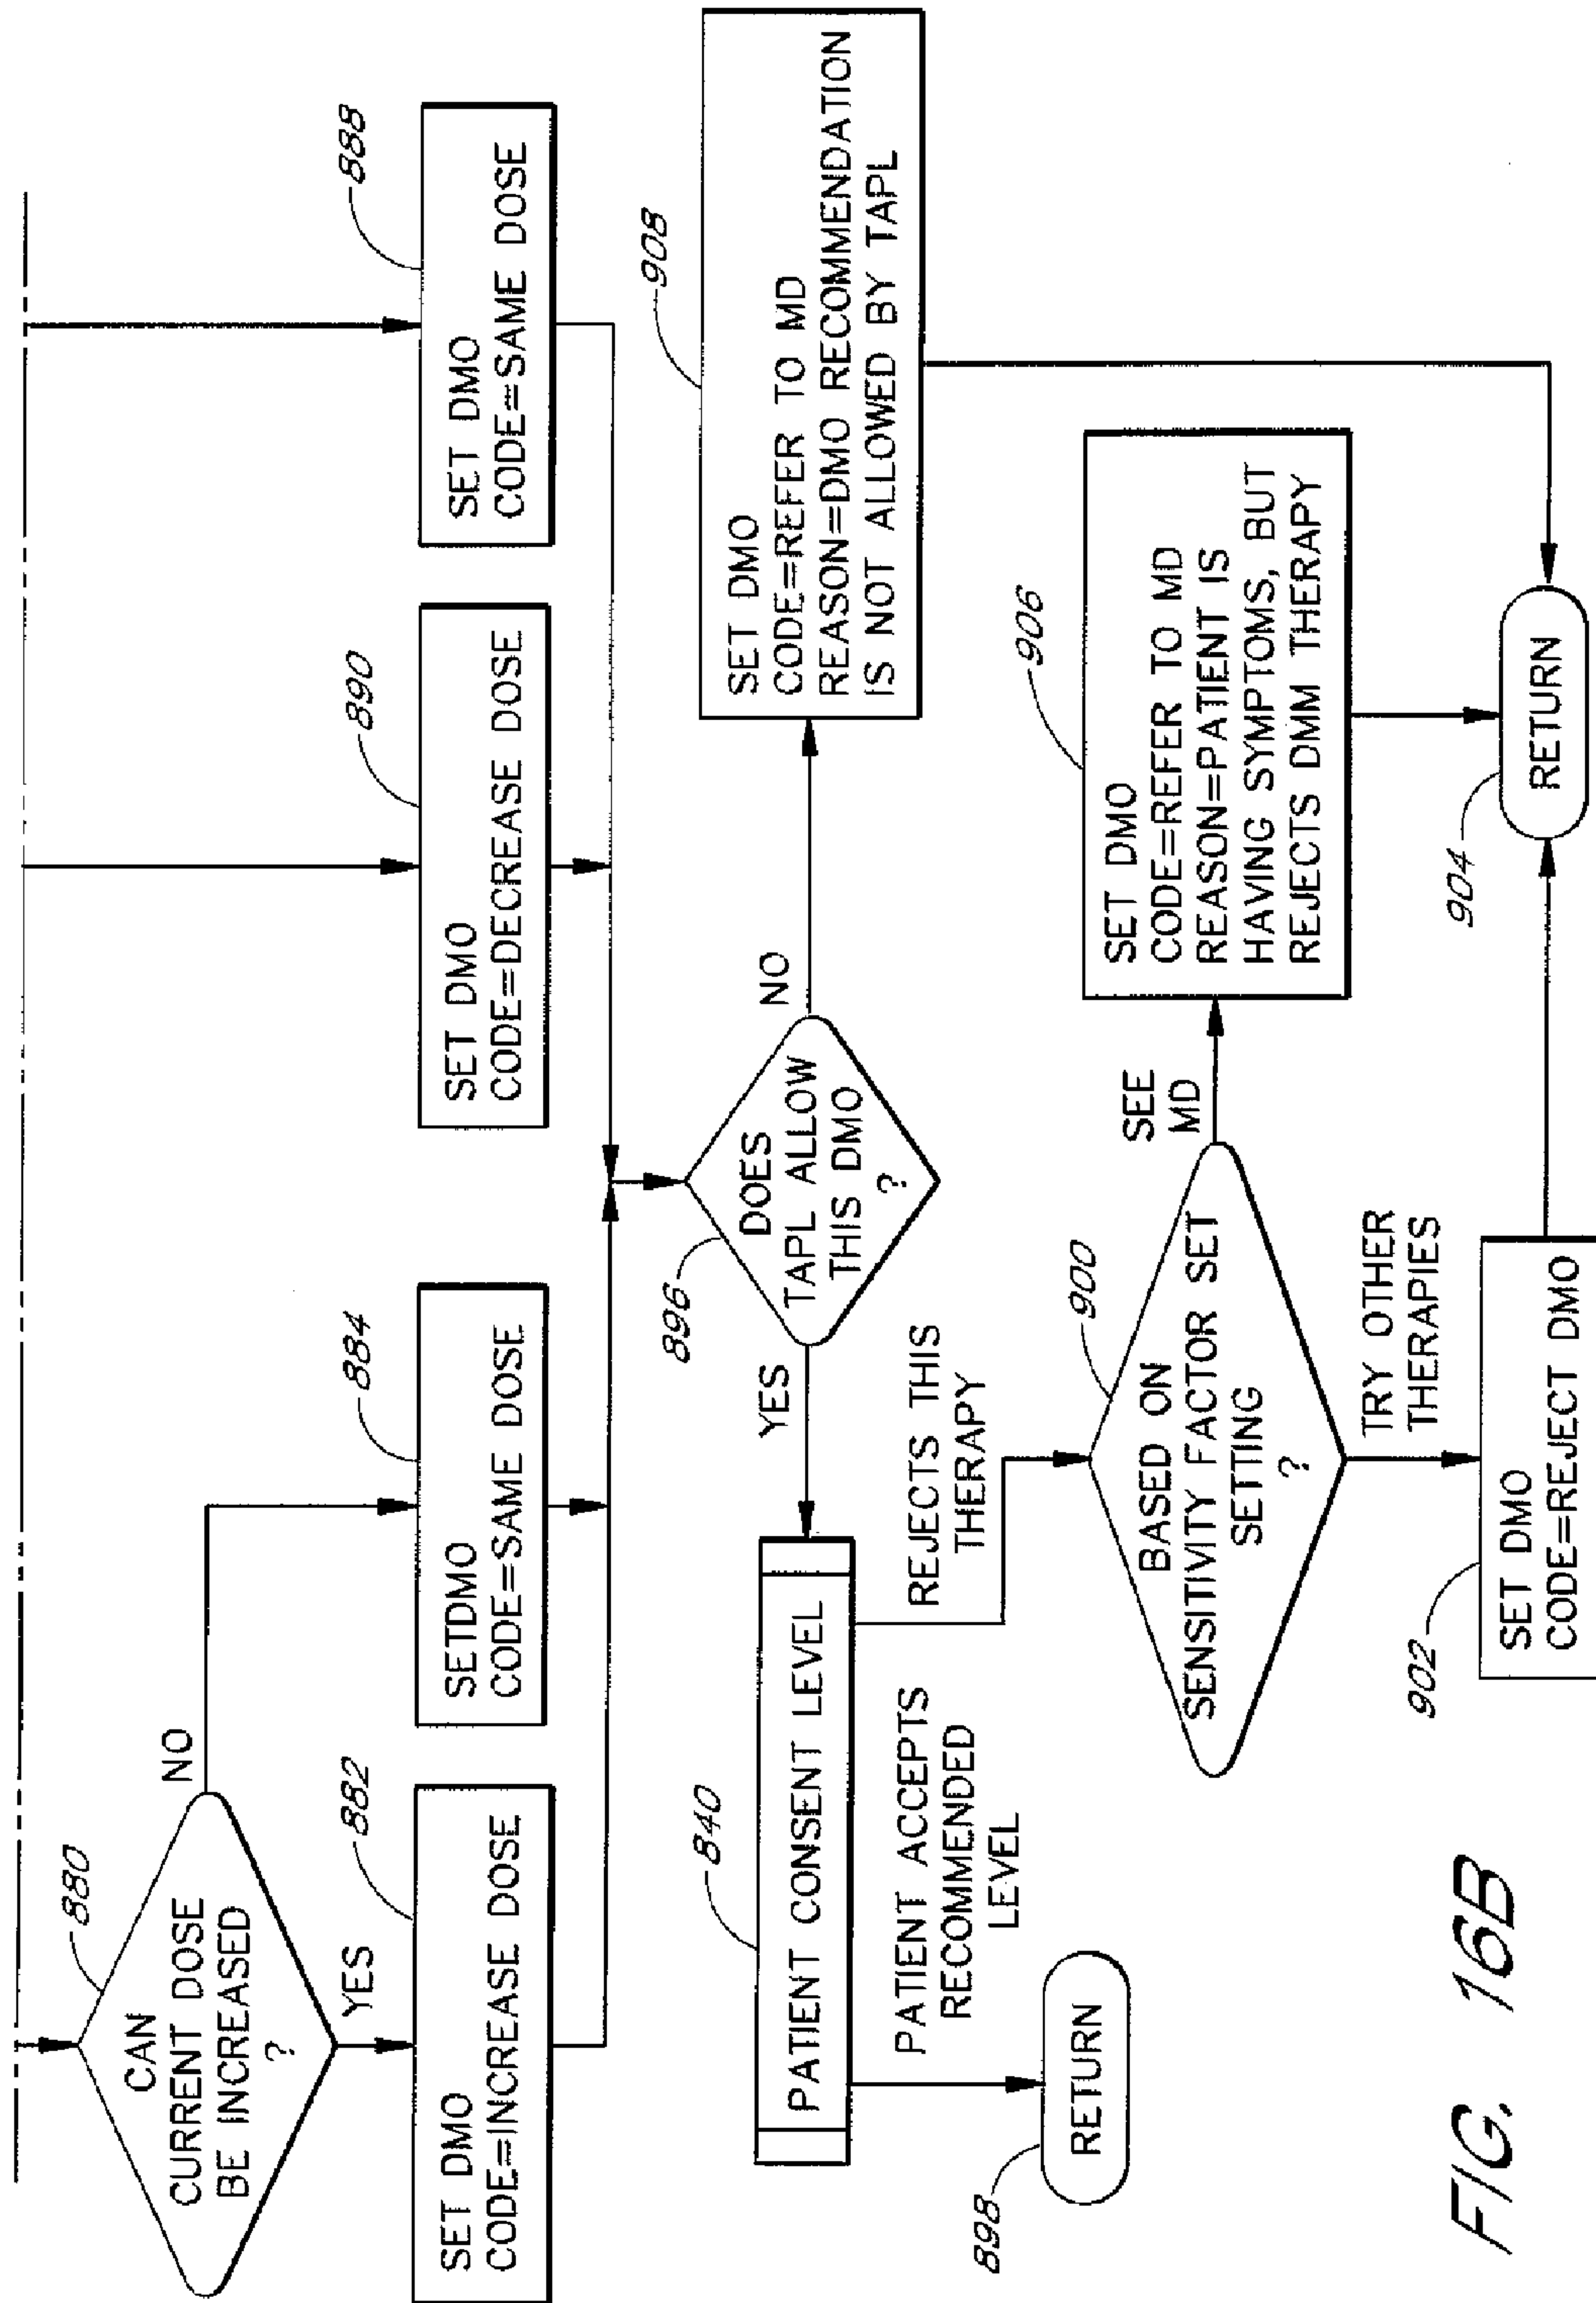 880
CAN
CURRENT DOSE
BE INCREASED
?
NO
YES
882
SET DMO
CODE=INCREASE DOSE
884
SETDMO
CODE=SAME DOSE
890
SET DMO
CODE=DECREASE DOSE
888
SET DMO
CODE=SAME DOSE
896
DOES
TAPL ALLOW
THIS DMO
?
YES
NO
840
PATIENT CONSENT LEVEL
908
SET DMO
CODE=REFER TO MD
REASON=DMO RECOMMENDATION
IS NOT ALLOWED BY TAPL
PATIENT ACCEPTS
RECOMMENDED
LEVEL
REJECTS THIS
THERAPY
898
RETURN
900
BASED ON
SENSITIVITY FACTOR SET
SETTING
?
SEE
MD
906
SET DMO
CODE=REFER TO MD
REASON=PATIENT IS
HAVING SYMPTOMS, BUT
REJECTS DMM THERAPY
TRY OTHER
THERAPIES
902
SET DMO
CODE=REJECT DMO
904
RETURN
FIG. 16B